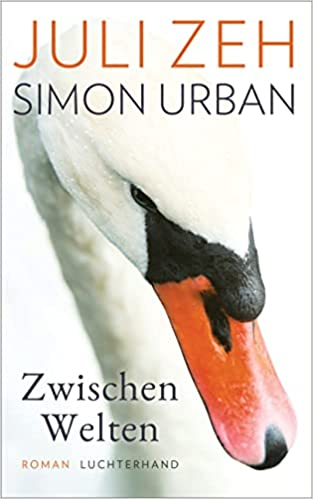 JULI ZEH
SIMON URBAN
Zwischen
Welten
ROMAN LUCHTERHAND